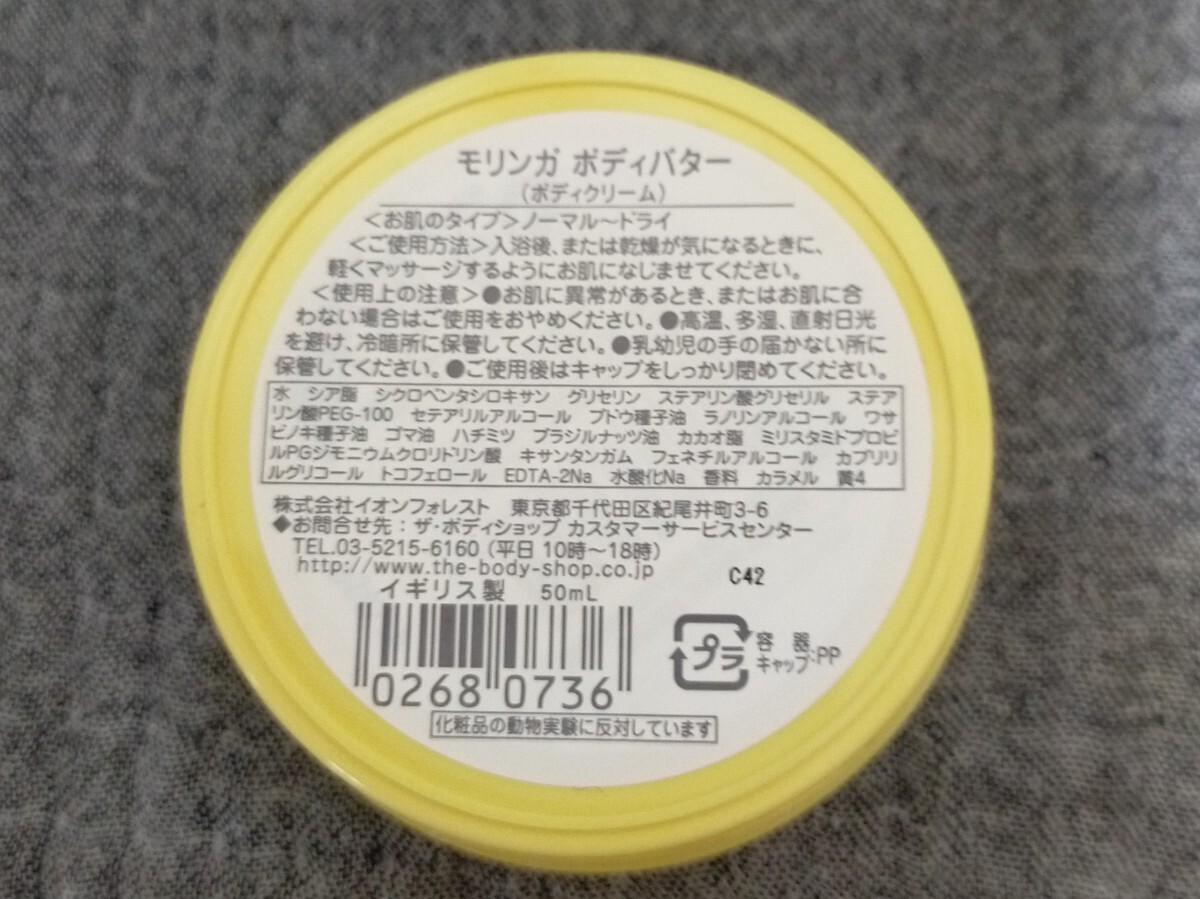 モリンガ ボディバター
(ボディクリーム)
＜お肌のタイプ＞ノーマル～ドライ
＜ご使用方法＞入浴後、または乾燥が気になるときに、
軽くマッサージするようにお肌になじませてください。
＜使用上の注意＞●お肌に異常があるとき、またはお肌に合
わない場合はご使用をおやめください。●高温、多湿、直射日光
を避け、冷暗所に保管してください。●乳幼児の手の届かない所に
保管してください。●ご使用後はキャップをしっかり閉めてください。
水 シア脂 シクロペンタシロキサン グリセリン ステアリン酸グリセリル ステア
リン酸PEG-100 セテアリルアルコール ブドウ種子油 ラノリンアルコール ワサ
ビノキ種子油 ゴマ油 ハチミツ ブラジルナッツ油 カカオ脂 ミリスタミドプロピ
ルPGジモニウムクロリドリン酸 キサンタンガム フェネチルアルコール カプリリ
ルグリコール トコフェロール EDTA-2Na 水酸化Na 香料 カラメル 黄4
株式会社イオンフォレスト 東京都千代田区紀尾井町3-6
◆お問合せ先：ザ・ボディショップ カスタマーサービスセンター
TEL.03-5215-6160 (平日 10時～18時)
http://www.the-body-shop.co.jp
C42
イギリス製 50mL
プラ
容器
キャップ:PP
0268 0736
化粧品の動物実験に反対しています